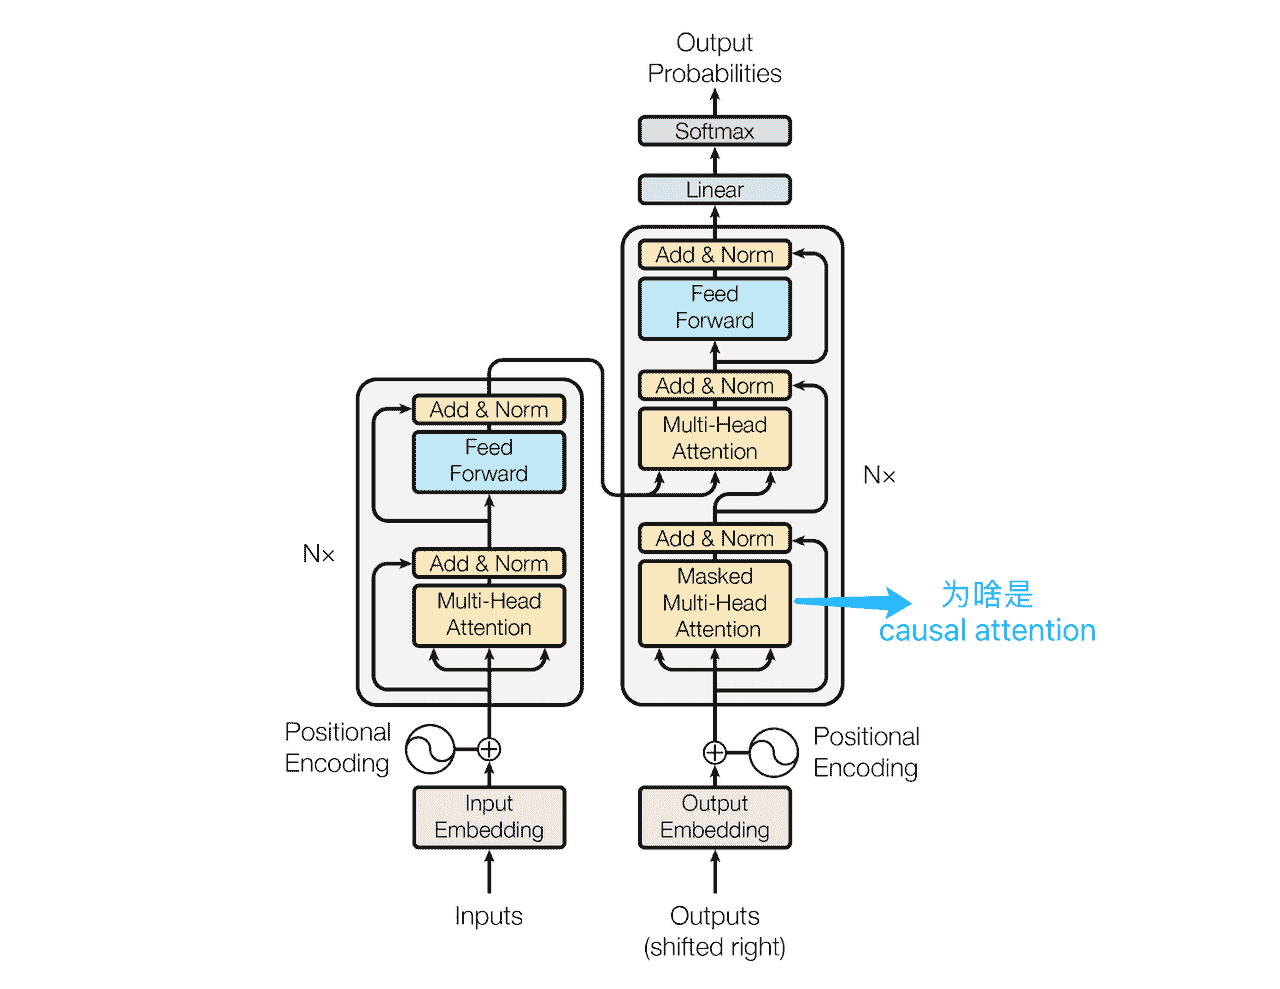 Output
Probabilities
Softmax
Linear
Add & Norm
Feed
Forward
Add & Norm
Multi-Head
Attention
Nx
Add & Norm
Masked
Multi-Head
Attention
为啥是
causal attention
Add & Norm
Feed
Forward
Nx
Add & Norm
Multi-Head
Attention
Positional
Encoding
Positional
Encoding
Input
Embedding
Output
Embedding
Inputs
Outputs
(shifted right)